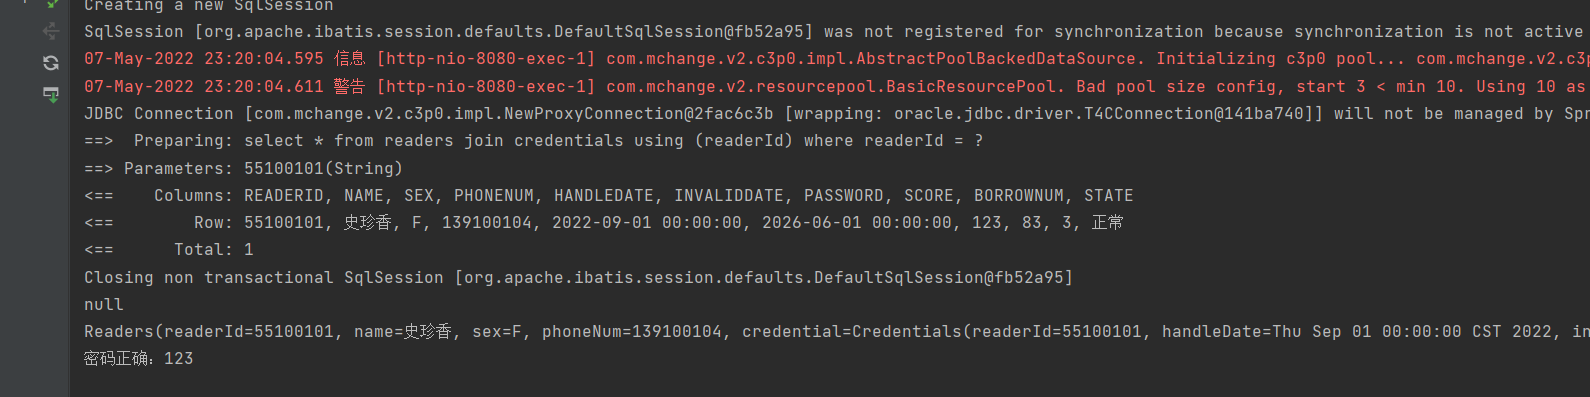 Creating a new SqlSession
SqlSession [org.apache.ibatis.session.defaults.DefaultSqlSession@fb52a95] was not registered for synchronization because synchronization is not active
07-May-2022 23:20:04.595 信息 [http-nio-8080-exec-1] com.mchange.v2.c3p0.impl.AbstractPoolBackedDataSource. Initializing c3p0 pool... com.mchange.v2.c3p
07-May-2022 23:20:04.611 警告 [http-nio-8080-exec-1] com.mchange.v2.resourcepool.BasicResourcePool. Bad pool size config, start 3 < min 10. Using 10 as
JDBC Connection [com.mchange.v2.c3p0.impl.NewProxyConnection@2fac6c3b [wrapping: oracle.jdbc.driver.T4CConnection@141ba740]] will not be managed by Spr
==>  Preparing: select * from readers join credentials using (readerId) where readerId = ?
==> Parameters: 55100101(String)
<==    Columns: READERID, NAME, SEX, PHONENUM, HANDLEDATE, INVALIDDATE, PASSWORD, SCORE, BORROWNUM, STATE
<==        Row: 55100101, 史珍香, F, 139100104, 2022-09-01 00:00:00, 2026-06-01 00:00:00, 123, 83, 3, 正常
<==      Total: 1
Closing non transactional SqlSession [org.apache.ibatis.session.defaults.DefaultSqlSession@fb52a95]
null
Readers(readerId=55100101, name=史珍香, sex=F, phoneNum=139100104, credential=Credentials(readerId=55100101, handleDate=Thu Sep 01 00:00:00 CST 2022, in
密码正确：123